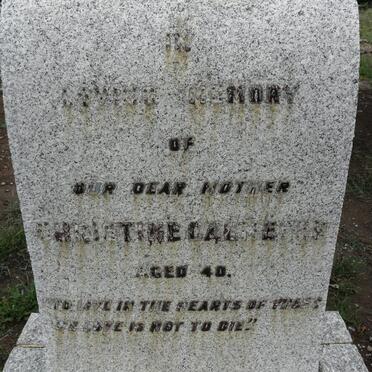 IN
LOVING MEMORY
OF
OUR DEAR MOTHER
CHRISTINE
AGED 40.
"TO LIVE IN THE HEARTS OF THOSE
WE LOVE IS NOT TO DIE."